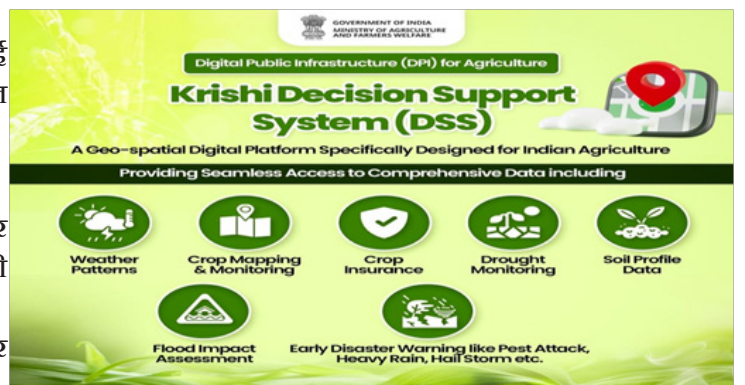 GOVERNMENT OF INDIA
MINISTRY OF AGRICULTURE
AND FARMERS WELFARE
Digital Public Infrastructure (DPI) for Agriculture
Krishi Decision Support
System (DSS)
A Geo-spatial Digital Platform Specifically Designed for Indian Agriculture
Providing Seamless Access to Comprehensive Data including
Weather
Patterns
Crop Mapping
& Monitoring
Crop
Insurance
Drought
Monitoring
Soil Profile
Data
Flood Impact
Assessment
Early Disaster Warning like Pest Attack,
Heavy Rain, Hail Storm etc.